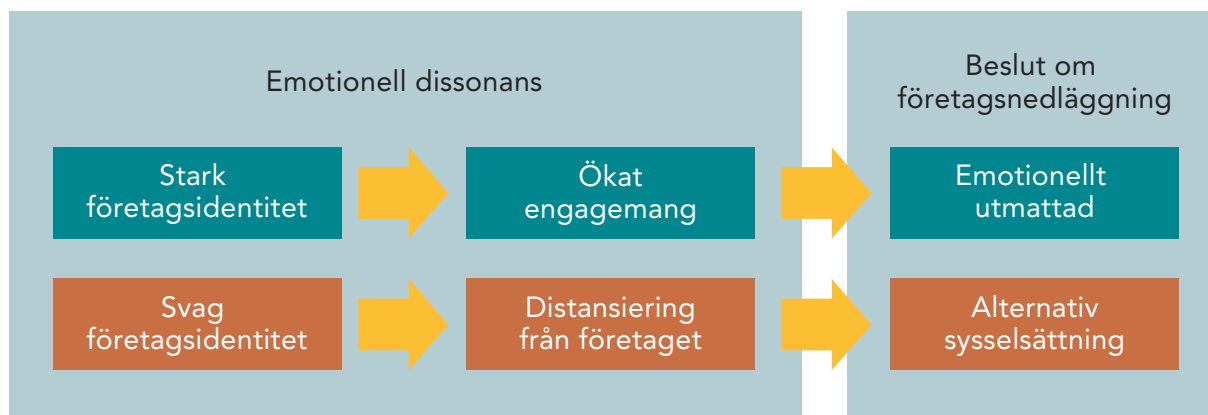 Emotionell dissonans
Beslut om
företagsnedläggning
Stark
företagsidentitet
Ökat
engagemang
Emotionellt
utmattad
Svag
företagsidentitet
Distansiering
från företaget
Alternativ
sysselsättning